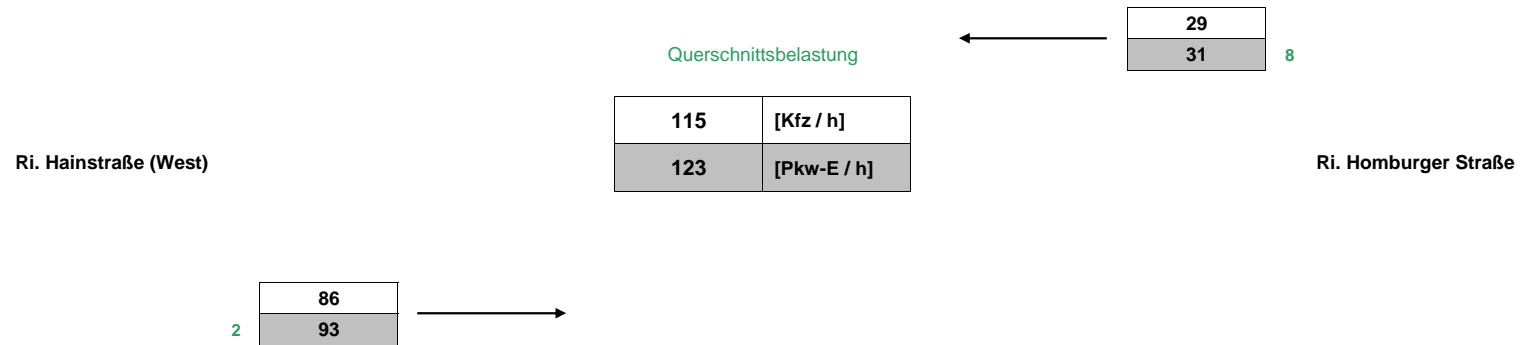 29
31 8
Querschnittsbelastung
115 [Kfz / h]
123 [Pkw-E / h]
Ri. Hainstraße (West)
Ri. Homburger Straße
86
2 93